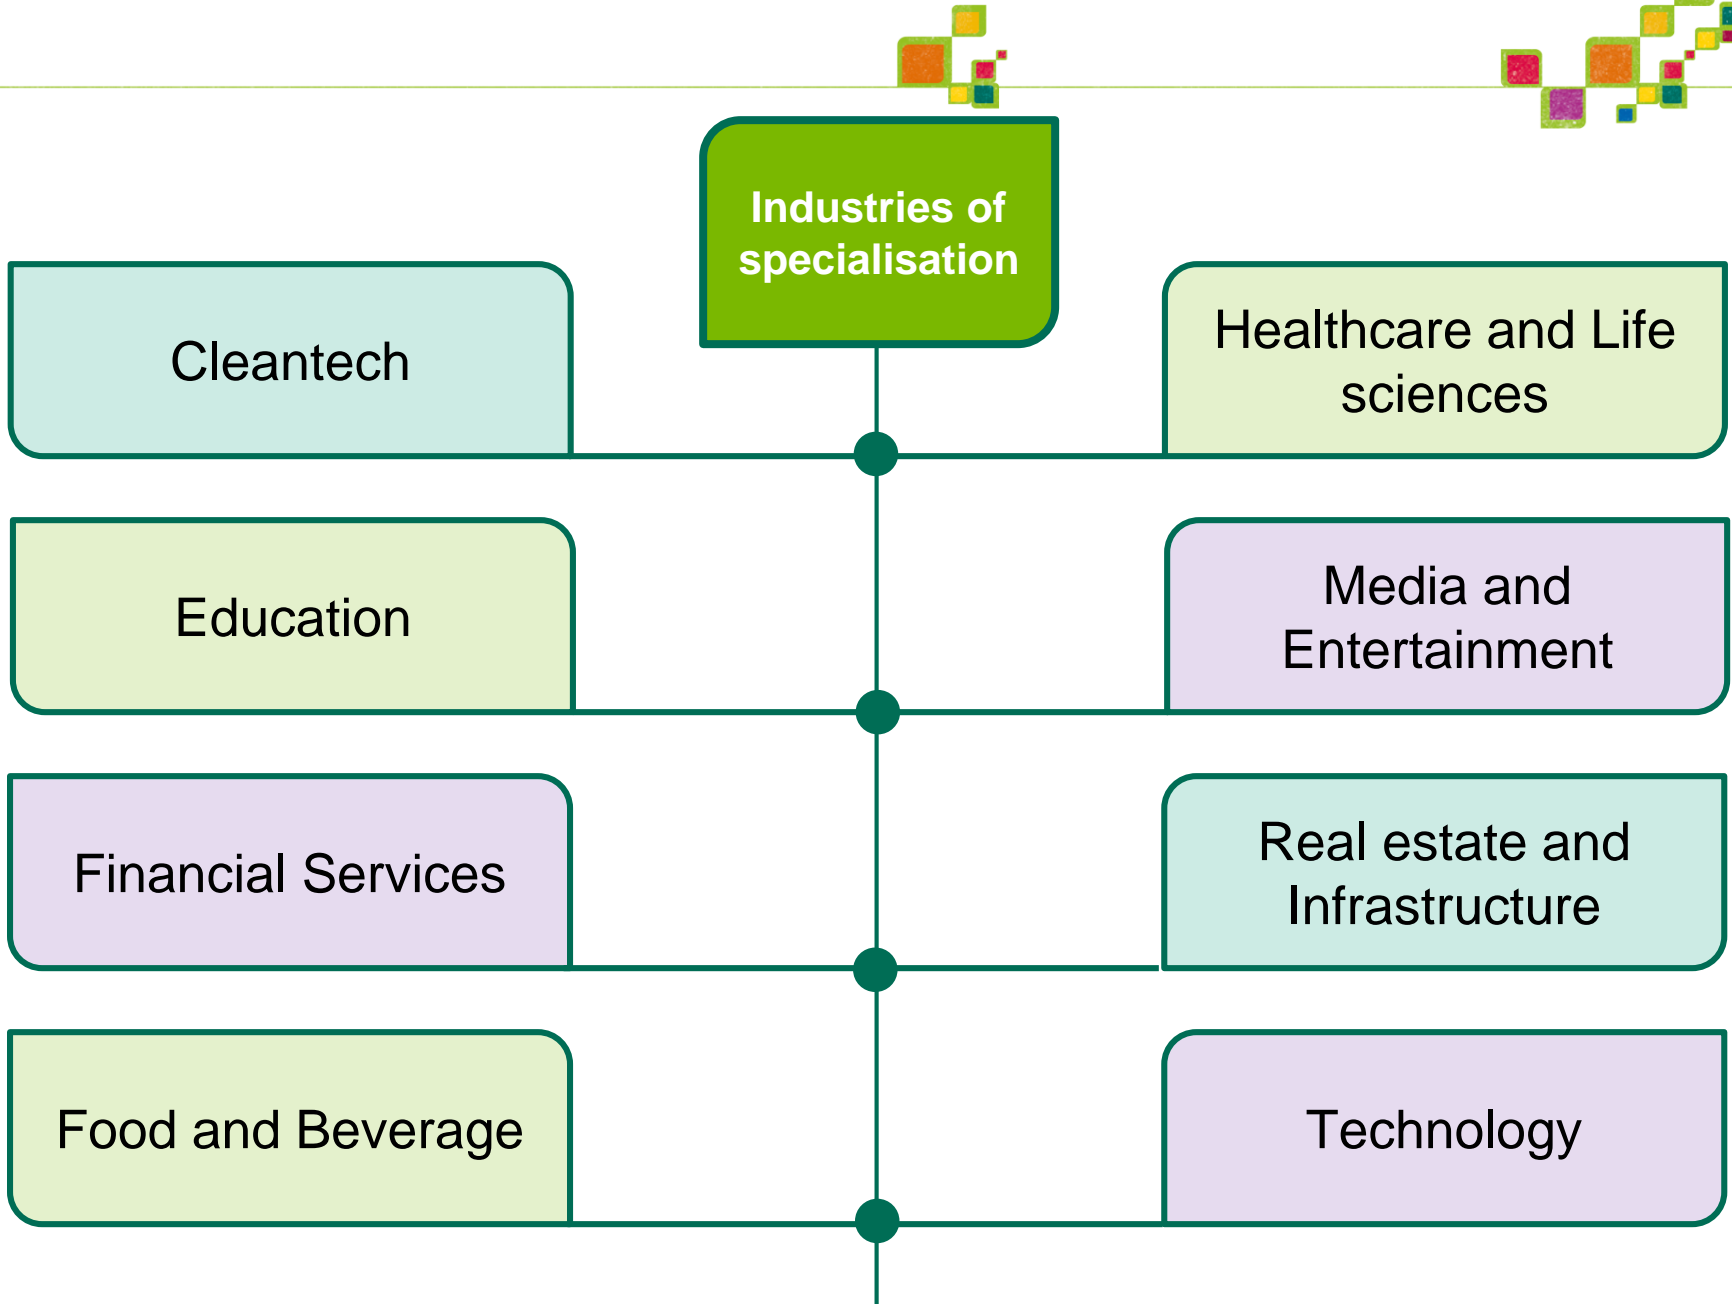 Industries of
specialisation
Cleantech
Healthcare and Life
sciences
Education
Media and
Entertainment
Financial Services
Real estate and
Infrastructure
Food and Beverage
Technology